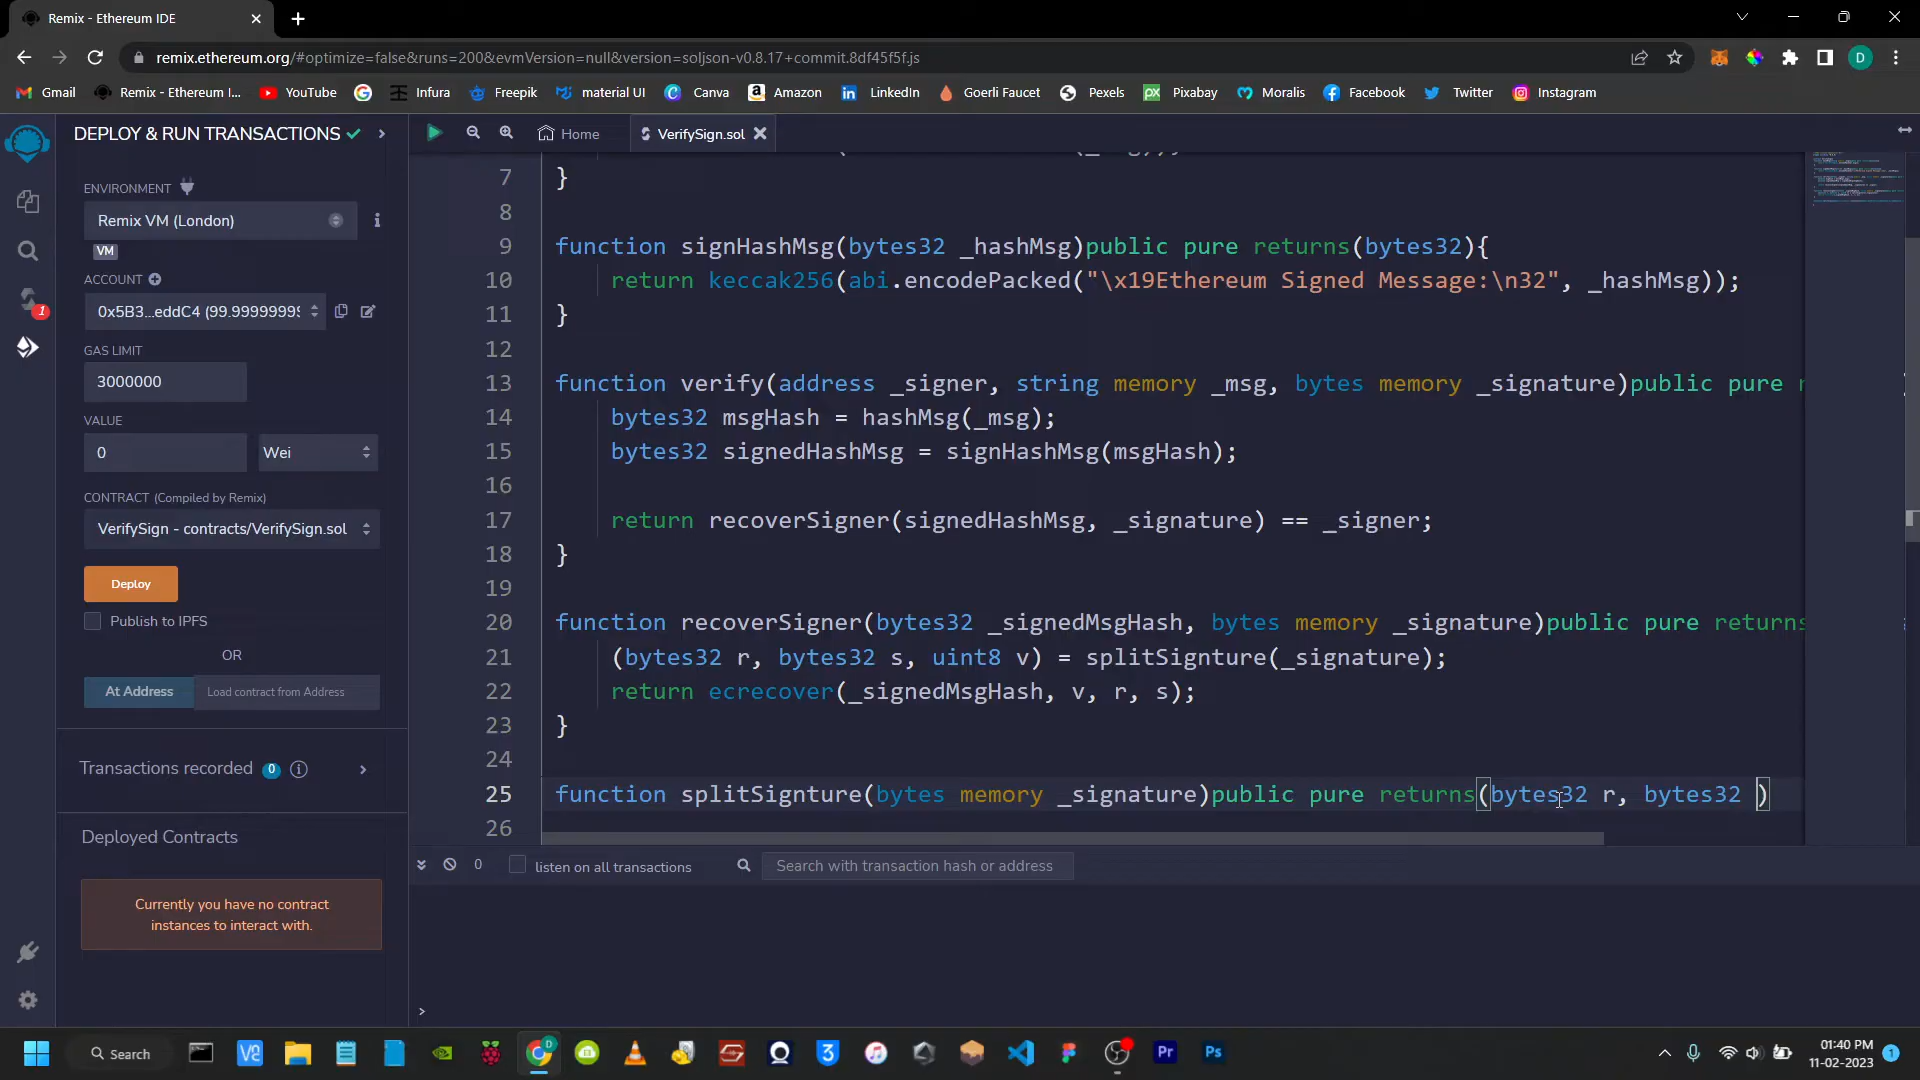 Remix - Ethereum IDE
remix.ethereum.org/#optimize=false&runs=200&evmVersion=null&version=soljson-v0.8.17+commit.8df45f5f.js
D
Gmail
Remix - Ethereum I...
YouTube
Infura
Freepik
material UI
Canva
Amazon
LinkedIn
Goerli Faucet
Pexels
Pixabay
Moralis
Facebook
Twitter
Instagram
DEPLOY & RUN TRANSACTIONS
Home
VerifySign.sol
ENVIRONMENT
Remix VM (London)
VM
ACCOUNT
0x5B3...eddC4 (99.99999999
GAS LIMIT
3000000
VALUE
0
Wei
CONTRACT (Compiled by Remix)
VerifySign - contracts/VerifySign.sol
Deploy
Publish to IPFS
OR
At Address
Load contract from Address
Transactions recorded 0
Deployed Contracts
Currently you have no contract
instances to interact with.
1
7 }
8
9 function signHashMsg(bytes32 _hashMsg)public pure returns(bytes32){
10 return keccak256(abi.encodePacked("\x19Ethereum Signed Message:\n32", _hashMsg));
11 }
12
13 function verify(address _signer, string memory _msg, bytes memory _signature)public pure r
14 bytes32 msgHash = hashMsg(_msg);
15 bytes32 signedHashMsg = signHashMsg(msgHash);
16
17 return recoverSigner(signedHashMsg, _signature) == _signer;
18 }
19
20 function recoverSigner(bytes32 _signedMsgHash, bytes memory _signature)public pure returns
21 (bytes32 r, bytes32 s, uint8 v) = splitSignture(_signature);
22 return ecrecover(_signedMsgHash, v, r, s);
23 }
24
25 function splitSignture(bytes memory _signature)public pure returns(bytes32 r, bytes32 )
26
0
listen on all transactions
Search with transaction hash or address
>
Search
01:40 PM
11-02-2023
1